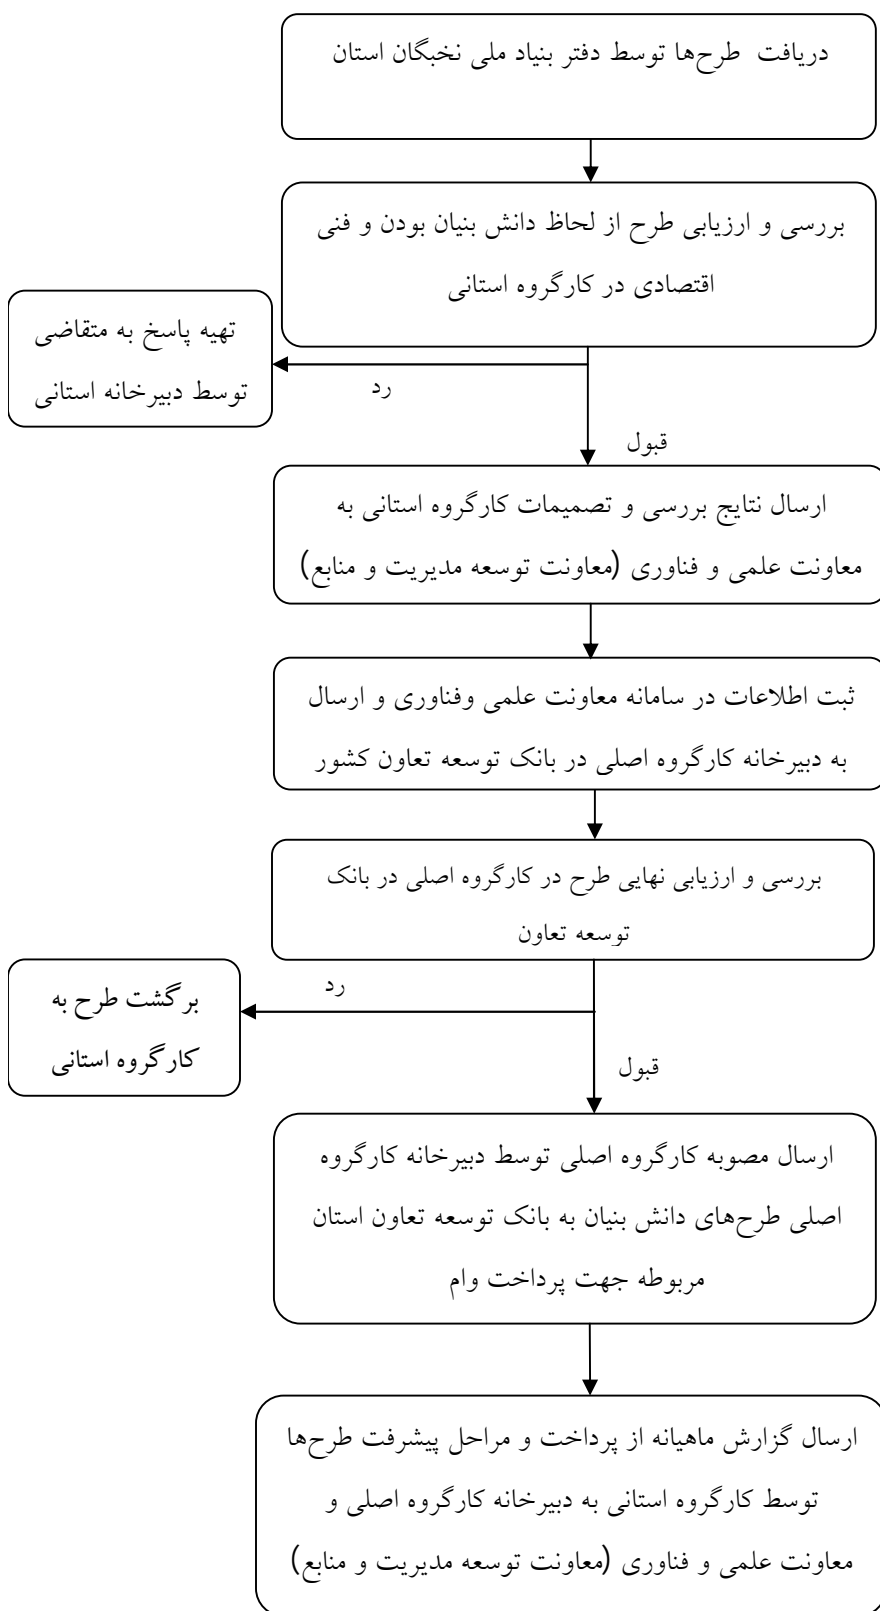 دریافت طرح‌ها توسط دفتر بنیاد ملی نخبگان استان
بررسی و ارزیابی طرح از لحاظ دانش بنیان بودن و فنی
اقتصادی در کارگروه استانی
رد
تهیه پاسخ به متقاضی
توسط دبیرخانه استانی
قبول
ارسال نتایج بررسی و تصمیمات کارگروه استانی به
معاونت علمی و فناوری (معاونت توسعه مدیریت و منابع)
ثبت اطلاعات در سامانه معاونت علمی وفناوری و ارسال
به دبیرخانه کارگروه اصلی در بانک توسعه تعاون کشور
بررسی و ارزیابی نهایی طرح در کارگروه اصلی در بانک
توسعه تعاون
رد
برگشت طرح به
کارگروه استانی
قبول
ارسال مصوبه کارگروه اصلی توسط دبیرخانه کارگروه
اصلی طرح‌های دانش بنیان به بانک توسعه تعاون استان
مربوطه جهت پرداخت وام
ارسال گزارش ماهیانه از پرداخت و مراحل پیشرفت طرح‌ها
توسط کارگروه استانی به دبیرخانه کارگروه اصلی و
معاونت علمی و فناوری (معاونت توسعه مدیریت و منابع)